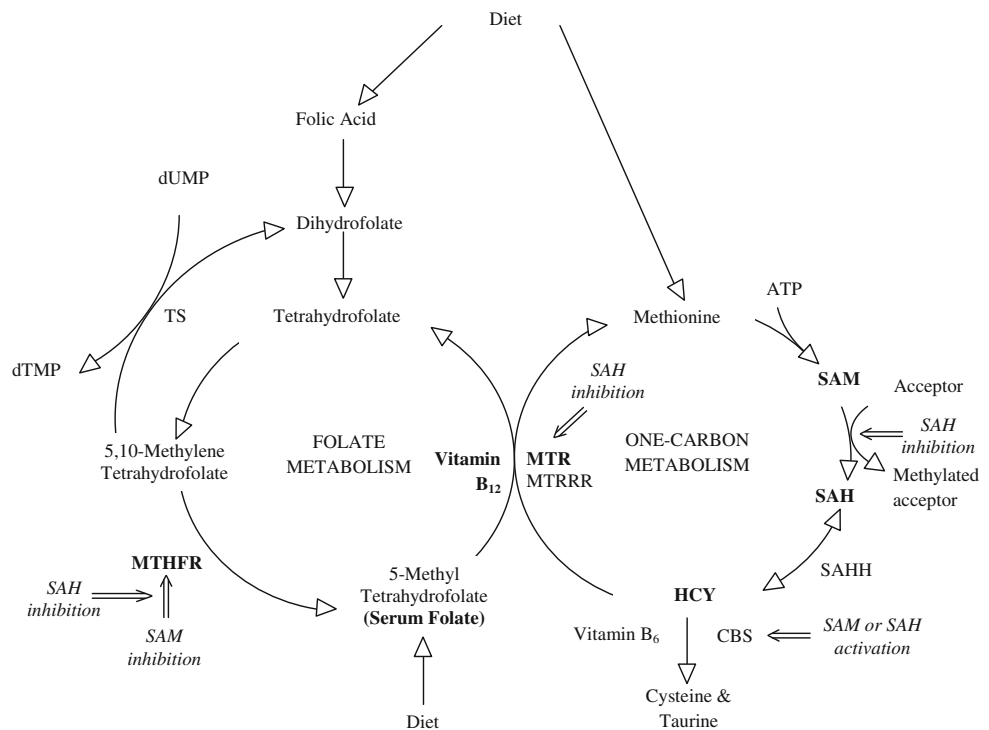 Diet
Folic Acid
dUMP
Dihydrofolate
ATP
TS
Tetrahydrofolate
Methionine
dTMP
SAH
inhibition
SAM
Acceptor
5,10-Methylene
Tetrahydrofolate
FOLATE
METABOLISM
Vitamin
B₁₂
MTR
MTRRR
ONE-CARBON
METABOLISM
SAH
inhibition
Methylated
acceptor
SAH
MTHFR
SAH
inhibition
SAM
inhibition
5-Methyl
Tetrahydrofolate
(Serum Folate)
SAHH
HCY
Vitamin B₆
CBS
SAM or SAH
activation
Cysteine &
Taurine
Diet